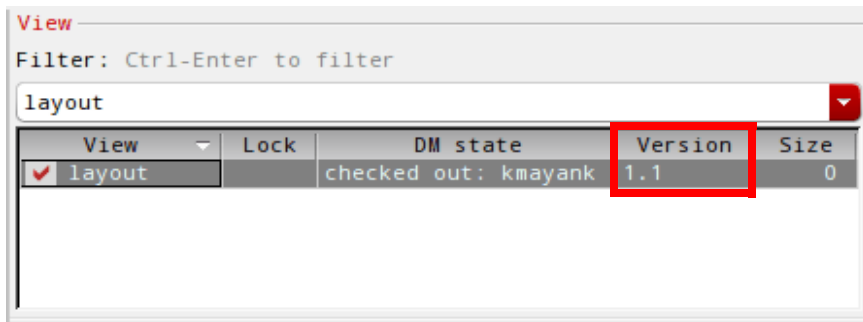 View
Filter: Ctrl-Enter to filter
layout
View Lock DM state Version Size
layout checked out: kmayank 1.1 0